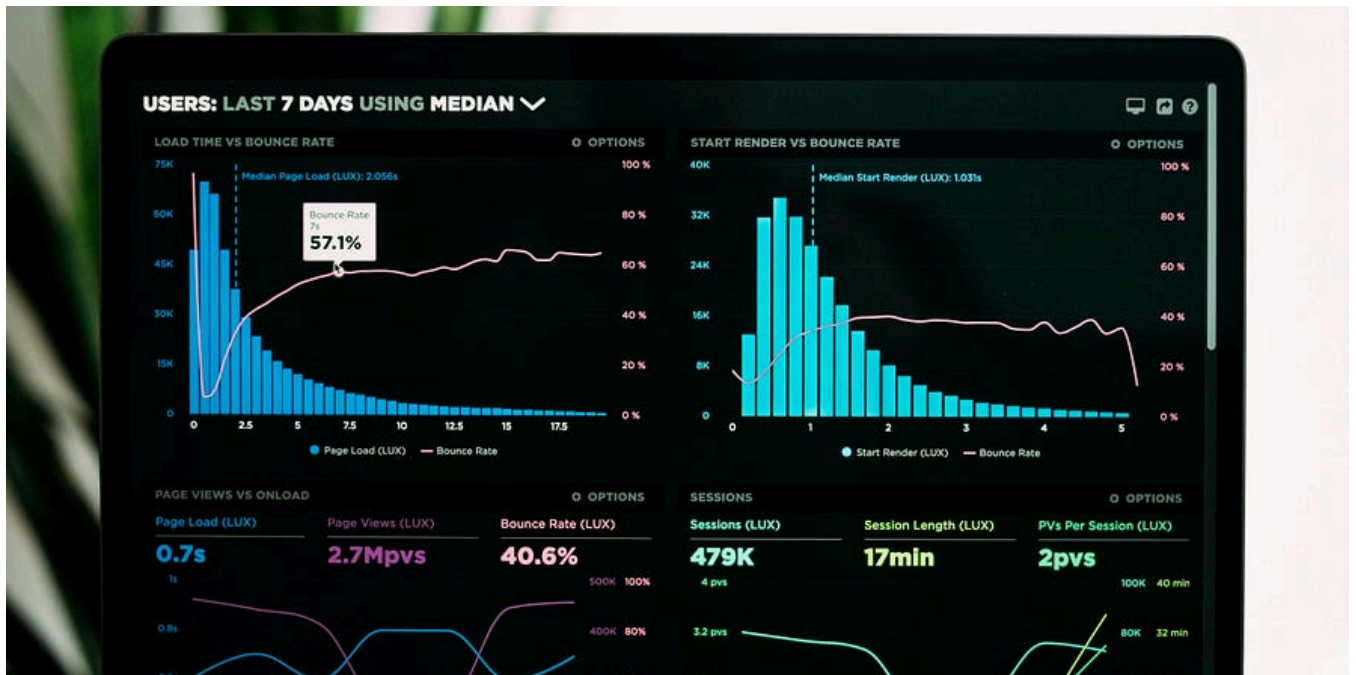 USERS: LAST 7 DAYS USING MEDIAN
LOAD TIME VS BOUNCE RATE
OPTIONS
75K
60K
45K
30K
15K
0
100 %
80 %
60 %
40 %
20 %
0 %
Median Page Load (LUX): 2.056s
Bounce Rate
7s
57.1%
0 2.5 5 7.5 10 12.5 15 17.5
Page Load (LUX) Bounce Rate
START RENDER VS BOUNCE RATE
OPTIONS
40K
32K
24K
16K
8K
0
100 %
80 %
60 %
40 %
20 %
0 %
Median Start Render (LUX): 1.031s
0 1 2 3 4 5
Start Render (LUX) Bounce Rate
PAGE VIEWS VS ONLOAD
OPTIONS
Page Load (LUX) Page Views (LUX) Bounce Rate (LUX)
0.7s 2.7Mpvs 40.6%
1s 500K 100%
0.8s 400K 80%
SESSIONS
OPTIONS
Sessions (LUX) Session Length (LUX) PVs Per Session (LUX)
479K 17min 2pvs
4 pvs 100K 40 min
3.2 pvs 80K 32 min